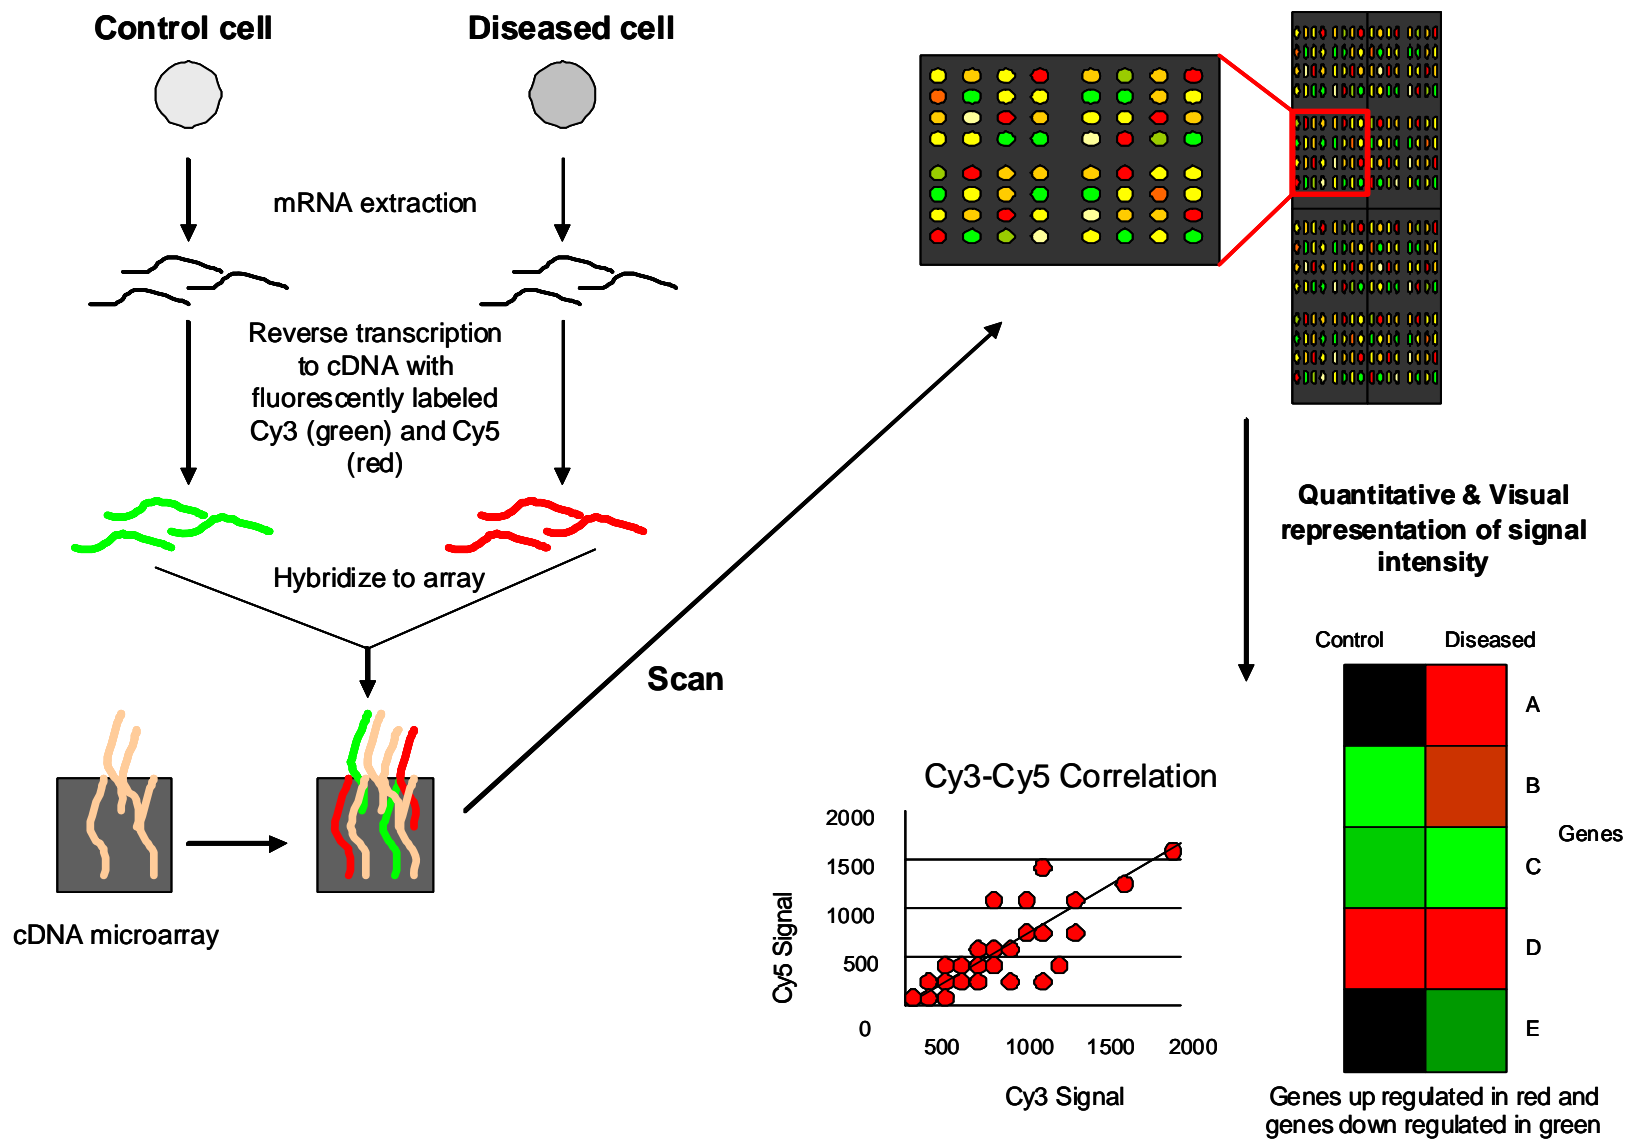 Control cell
Diseased cell
mRNA extraction
Reverse transcription
to cDNA with
fluorescently labeled
Cy3 (green) and Cy5
(red)
Hybridize to array
cDNA microarray
Scan
Quantitative & Visual
representation of signal
intensity
Cy3-Cy5 Correlation
2000
1500
1000
500
0
Cy5 Signal
500
1000
1500
2000
Cy3 Signal
Control
Diseased
A
B
C
D
E
Genes
Genes up regulated in red and
genes down regulated in green